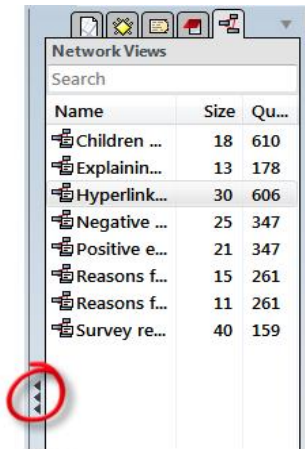 Network Views
Search
Name Size Qu...
Children ... 18 610
Explainin... 13 178
Hyperlink... 30 606
Negative ... 25 347
Positive e... 21 347
Reasons f... 15 261
Reasons f... 11 261
Survey re... 40 159